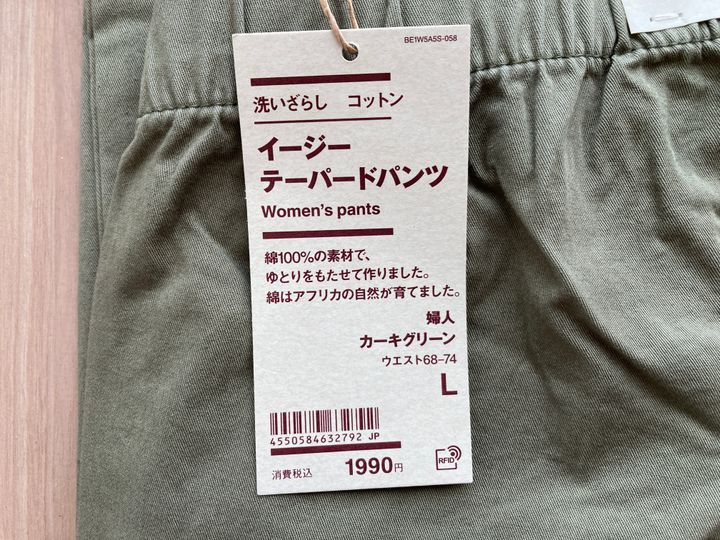 BE1W5A5S-058
洗いざらし コットン
イージー
テーパードパンツ
Women's pants
綿100%の素材で、
ゆとりをもたせて作りました。
綿はアフリカの自然が育てました。
婦人
カーキグリーン
ウエスト68–74
L
4550584632792 JP
消費税込 1990円
RFID